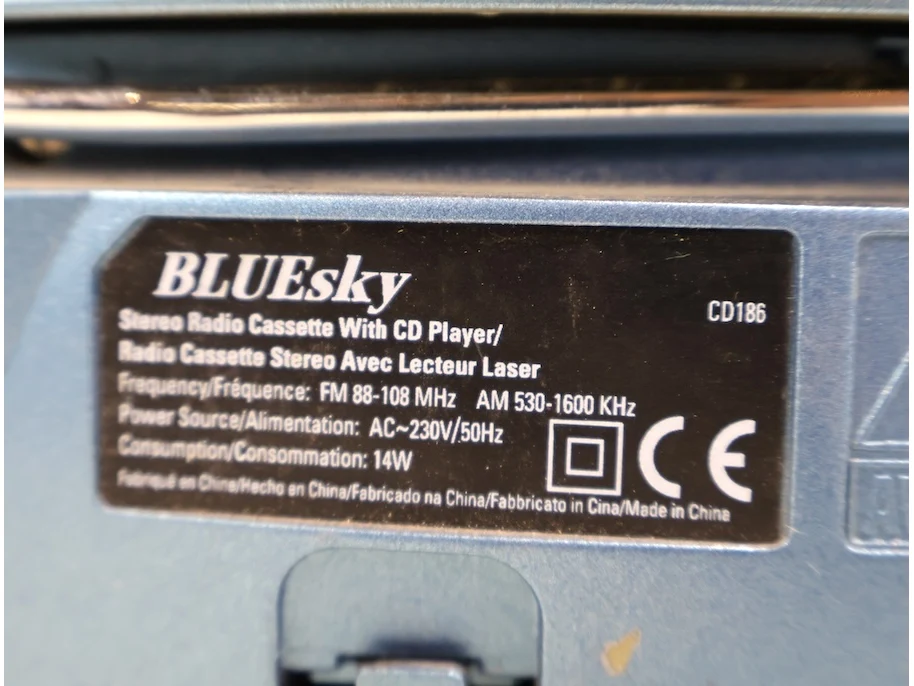 BLUEsky
CD186
Stereo Radio Cassette With CD Player/
Radio Cassette Stereo Avec Lecteur Laser
Frequency/Fréquence: FM 88-108 MHz AM 530-1600 KHz
Power Source/Alimentation: AC~230V/50Hz
Consumption/Consommation: 14W
CE
Fabriqué en China/Hecho en China/Fabricado na China/Fabbricato in Cina/Made in China